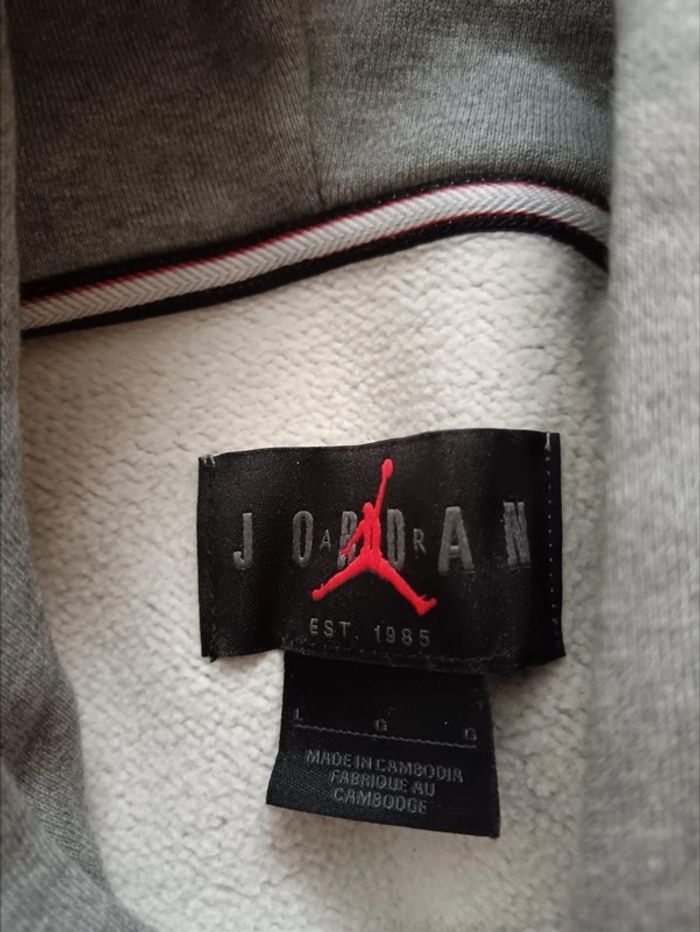 JORDAN
AIR
EST. 1985
L G G
MADE IN CAMBODIA
FABRIQUE AU
CAMBODGE